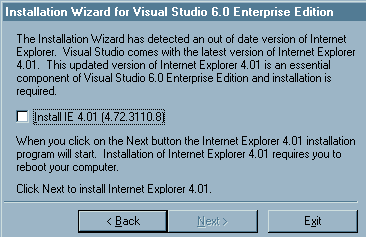 Installation Wizard for Visual Studio 6.0 Enterprise Edition
The Installation Wizard has detected an out of date version of Internet
Explorer. Visual Studio comes with the latest version of Internet Explorer
4.01. This updated version of Internet Explorer 4.01 is an essential
component of Visual Studio 6.0 Enterprise Edition and installation is
required.
Install IE 4.01 (4.72.3110.8)
When you click on the Next button the Internet Explorer 4.01 installation
program will start. Installation of Internet Explorer 4.01 requires you to
reboot your computer.
Click Next to install Internet Explorer 4.01.
< Back Next > Exit